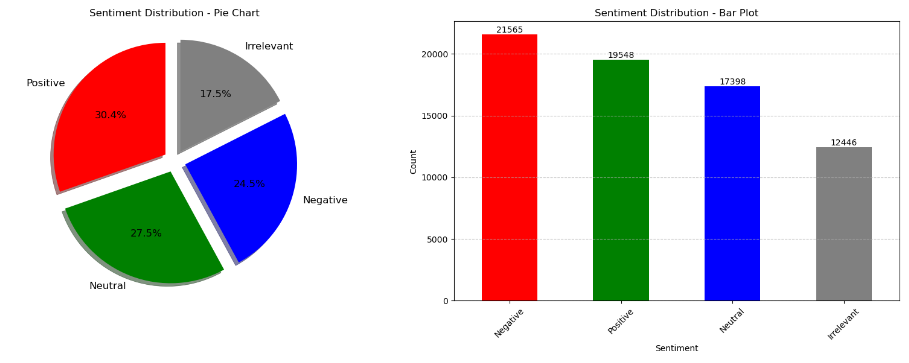 Sentiment Distribution - Pie Chart
Irrelevant
Positive
17.5%
30.4%
24.5%
Negative
27.5%
Neutral
Sentiment Distribution - Bar Plot
21565
20000
19548
17398
15000
12446
Count
10000
5000
0
Negative
Positive
Neutral
Irrelevant
Sentiment